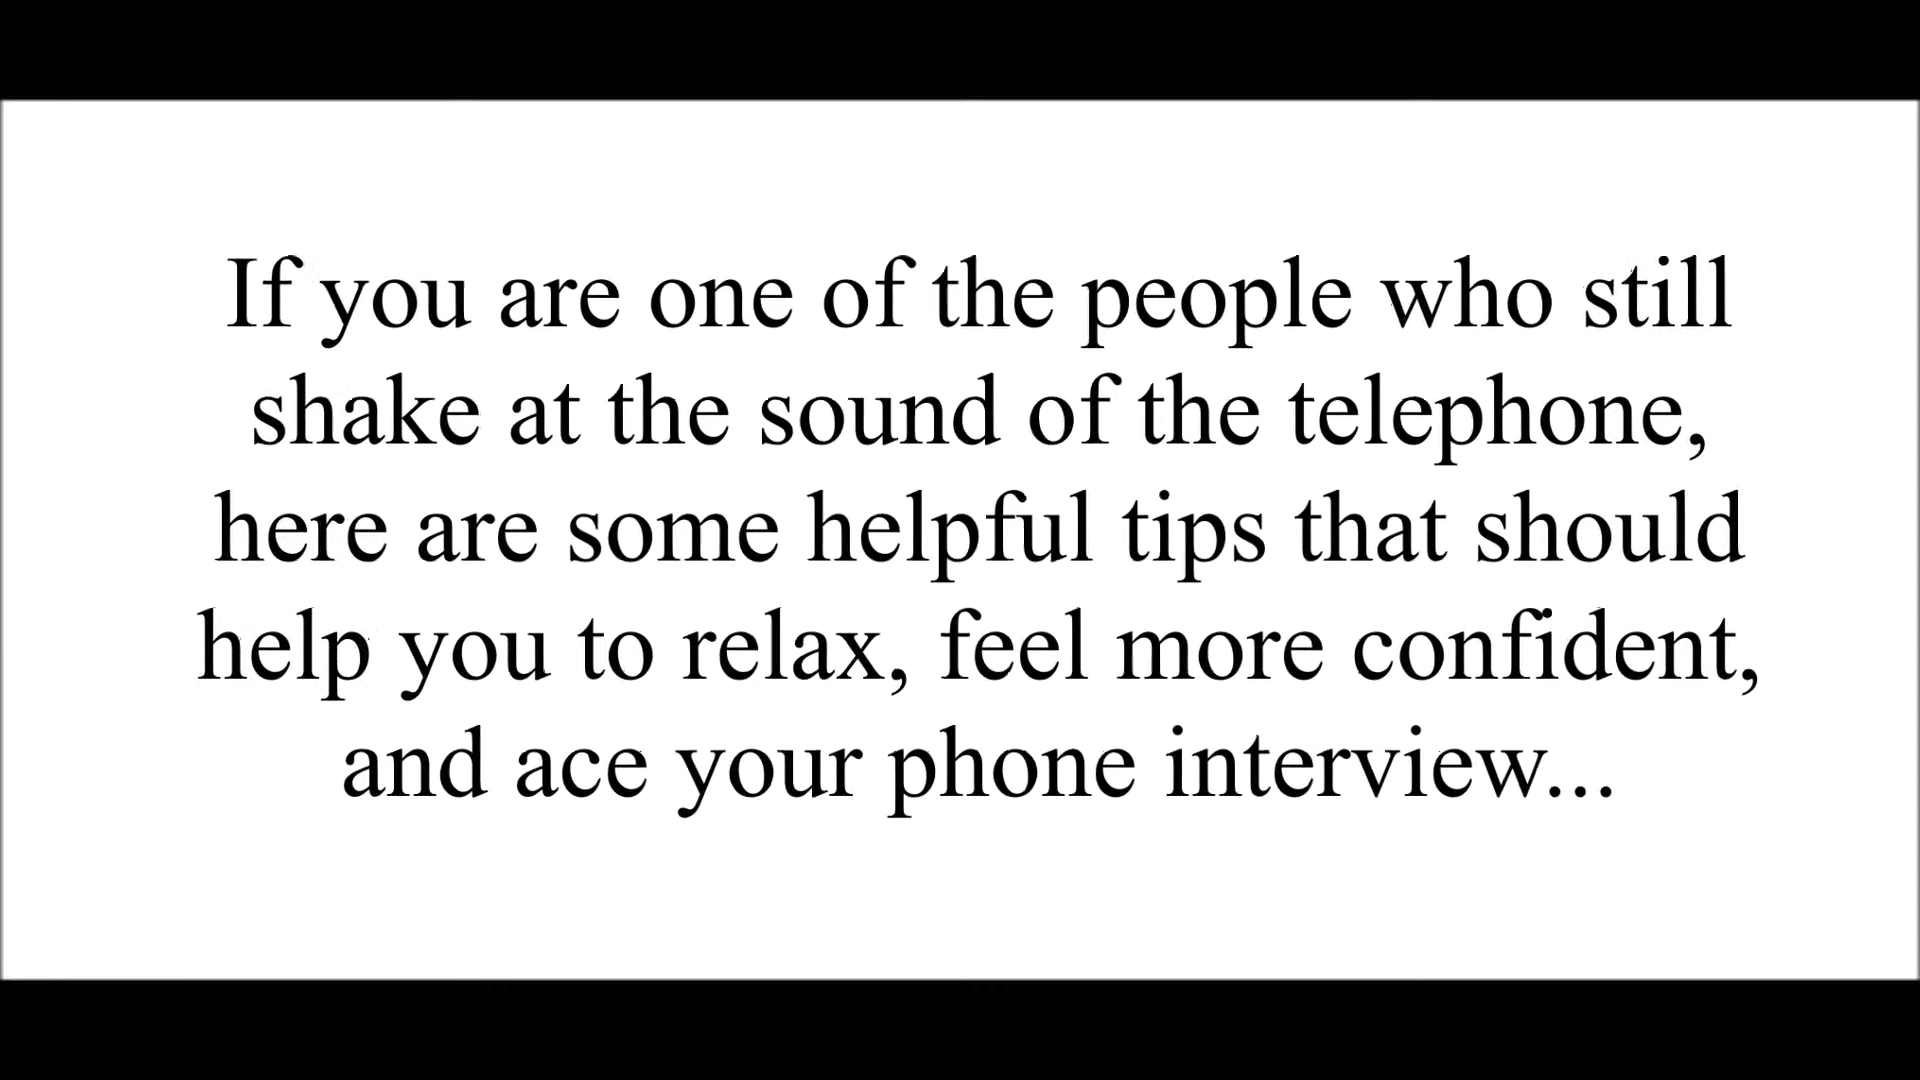 If you are one of the people who still
shake at the sound of the telephone,
here are some helpful tips that should
help you to relax, feel more confident,
and ace your phone interview...